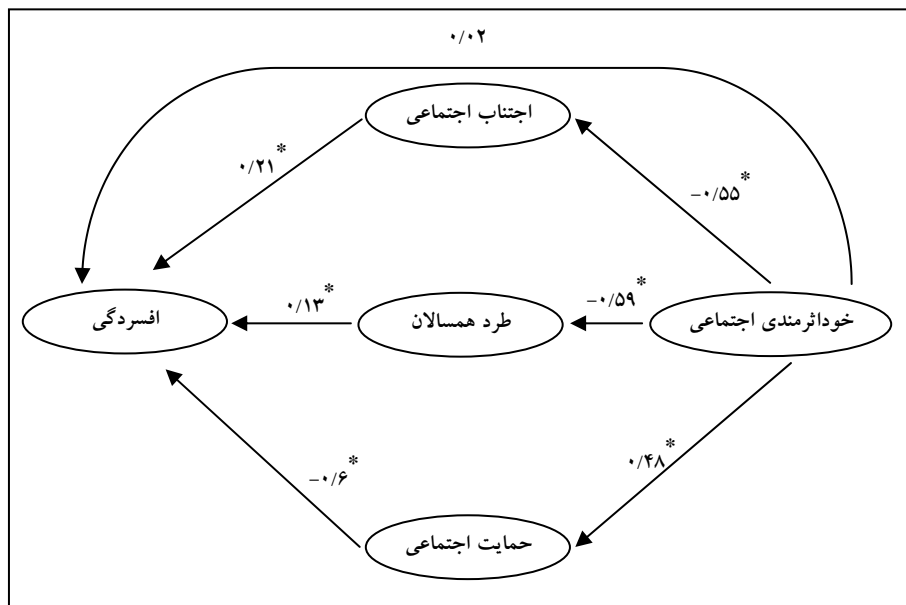 ۰/۰۲
اجتناب اجتماعی
۰/۲۱*
−۰/۵۵*
افسردگی
۰/۱۳*
طرد همسالان
−۰/۵۹*
خوداثرمندی اجتماعی
−۰/۶*
۰/۴۸*
حمایت اجتماعی